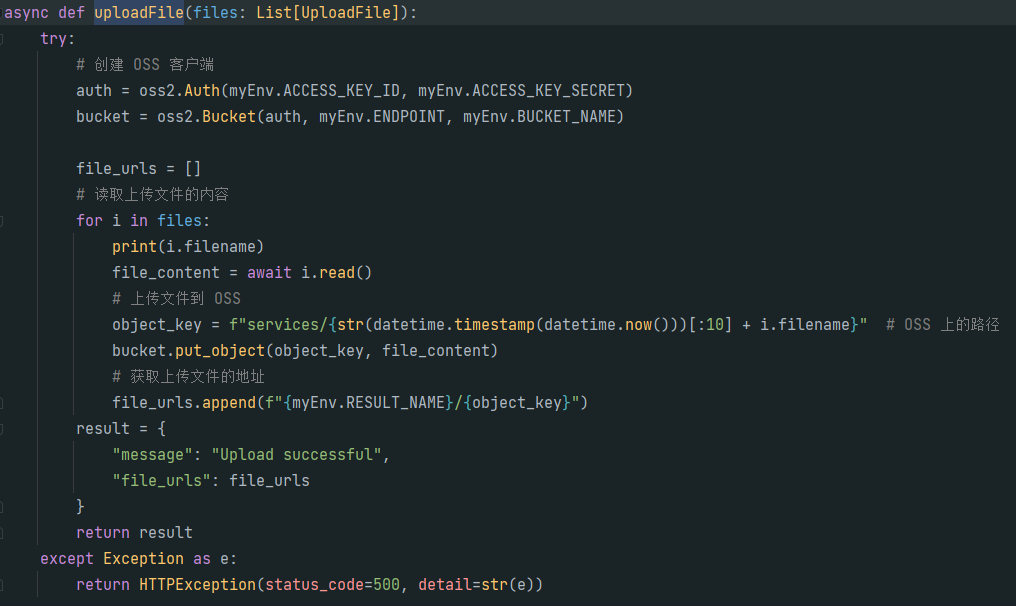 async def uploadFile(files: List[UploadFile]):
    try:
        # 创建 OSS 客户端
        auth = oss2.Auth(myEnv.ACCESS_KEY_ID, myEnv.ACCESS_KEY_SECRET)
        bucket = oss2.Bucket(auth, myEnv.ENDPOINT, myEnv.BUCKET_NAME)

        file_urls = []
        # 读取上传文件的内容
        for i in files:
            print(i.filename)
            file_content = await i.read()
            # 上传文件到 OSS
            object_key = f"services/{str(datetime.timestamp(datetime.now()))[:10] + i.filename}"  # OSS 上的路径
            bucket.put_object(object_key, file_content)
            # 获取上传文件的地址
            file_urls.append(f"{myEnv.RESULT_NAME}/{object_key}")
        result = {
            "message": "Upload successful",
            "file_urls": file_urls
        }
        return result
    except Exception as e:
        return HTTPException(status_code=500, detail=str(e))